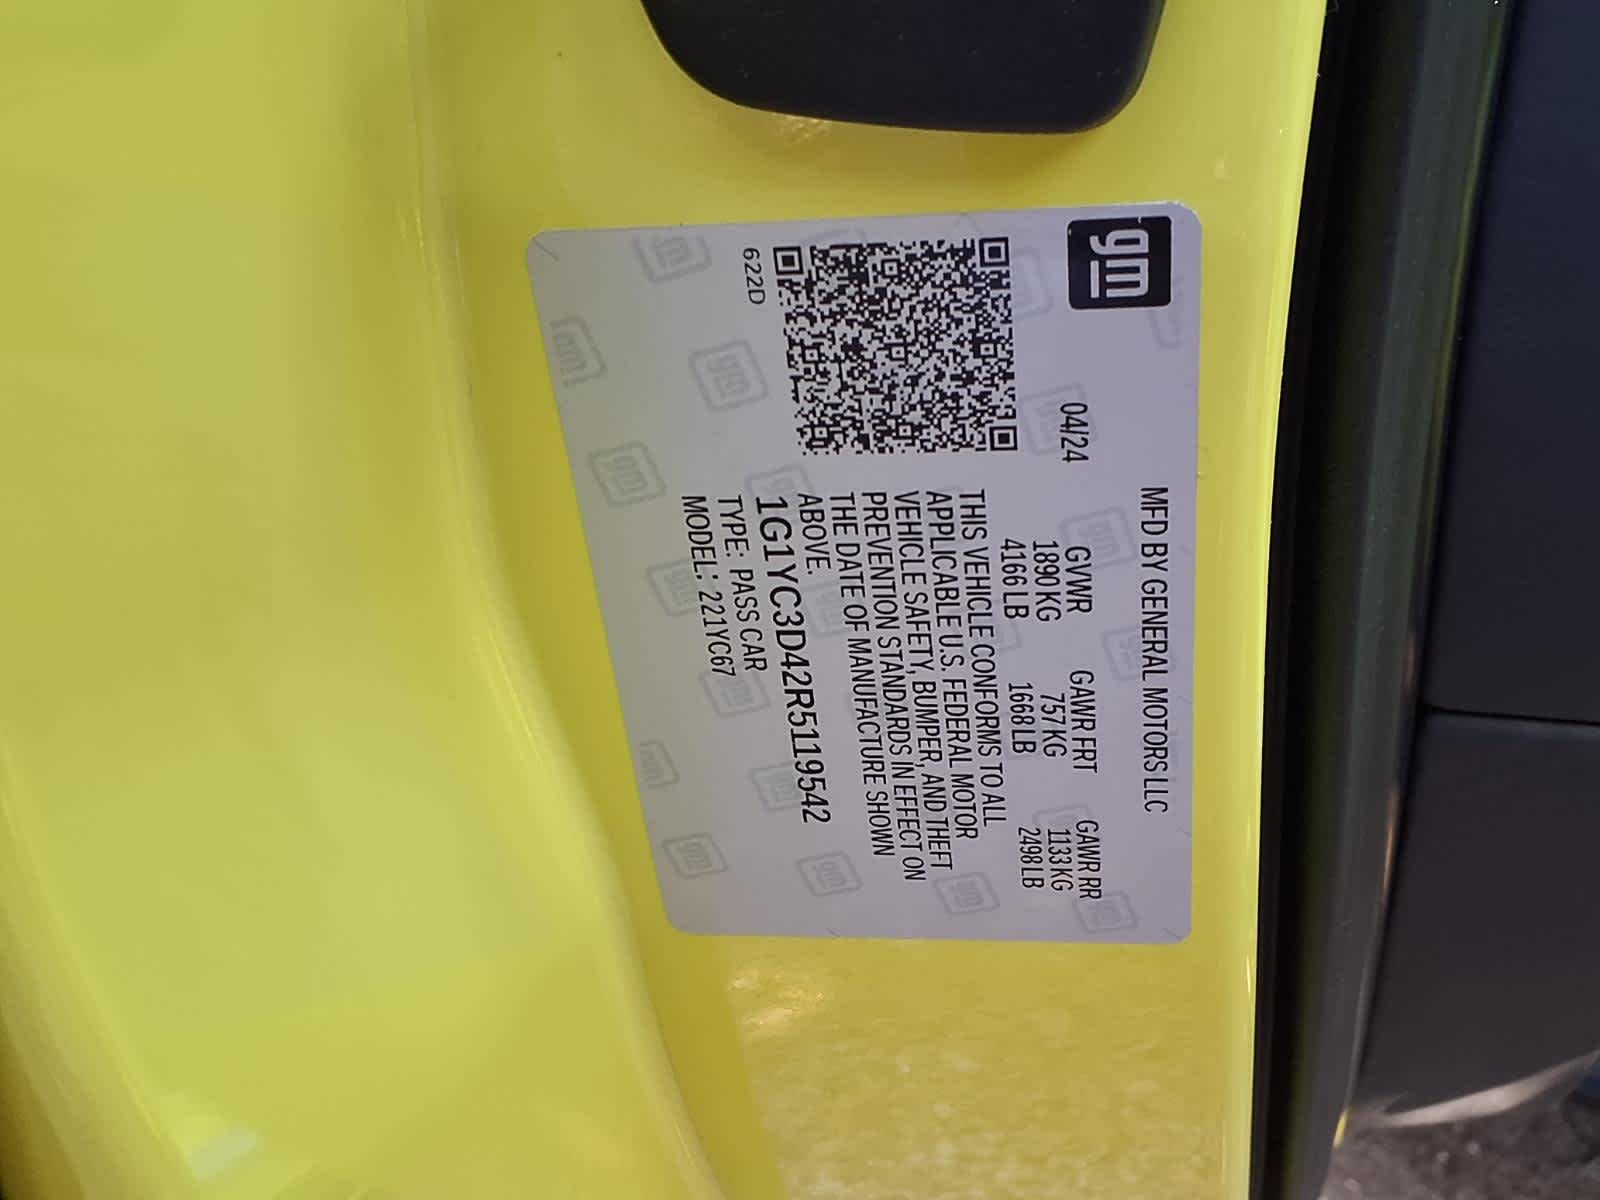 gm
MFD BY GENERAL MOTORS LLC
04/24
GVWR GAWR FRT GAWR RR
1890 KG 757 KG 1133 KG
4166 LB 1668 LB 2498 LB
THIS VEHICLE CONFORMS TO ALL
APPLICABLE U.S. FEDERAL MOTOR
VEHICLE SAFETY, BUMPER, AND THEFT
PREVENTION STANDARDS IN EFFECT ON
THE DATE OF MANUFACTURE SHOWN
ABOVE.
1G1YC3D42R5119542
TYPE: PASS CAR
MODEL: 221YC67
622D